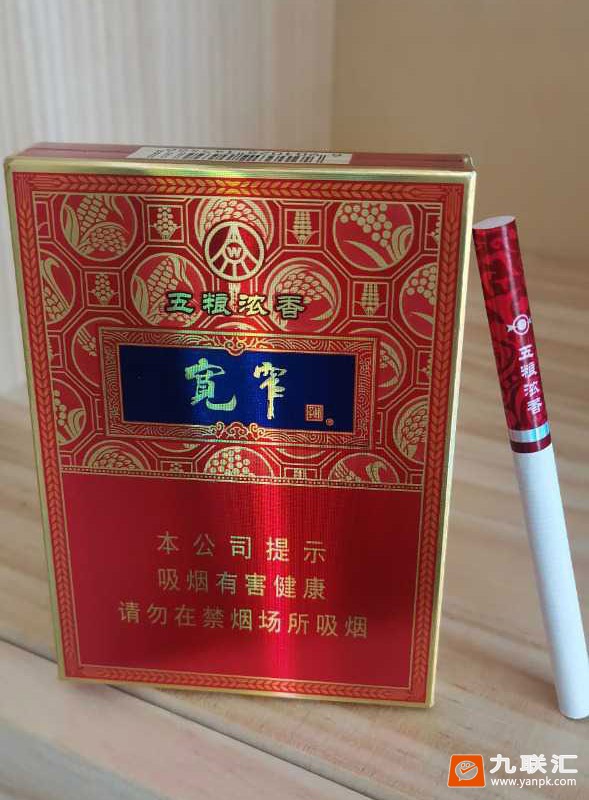 五粮浓香
宽窄
本公司提示
吸烟有害健康
请勿在禁烟场所吸烟
五粮浓香
九联汇
www.yanpk.com